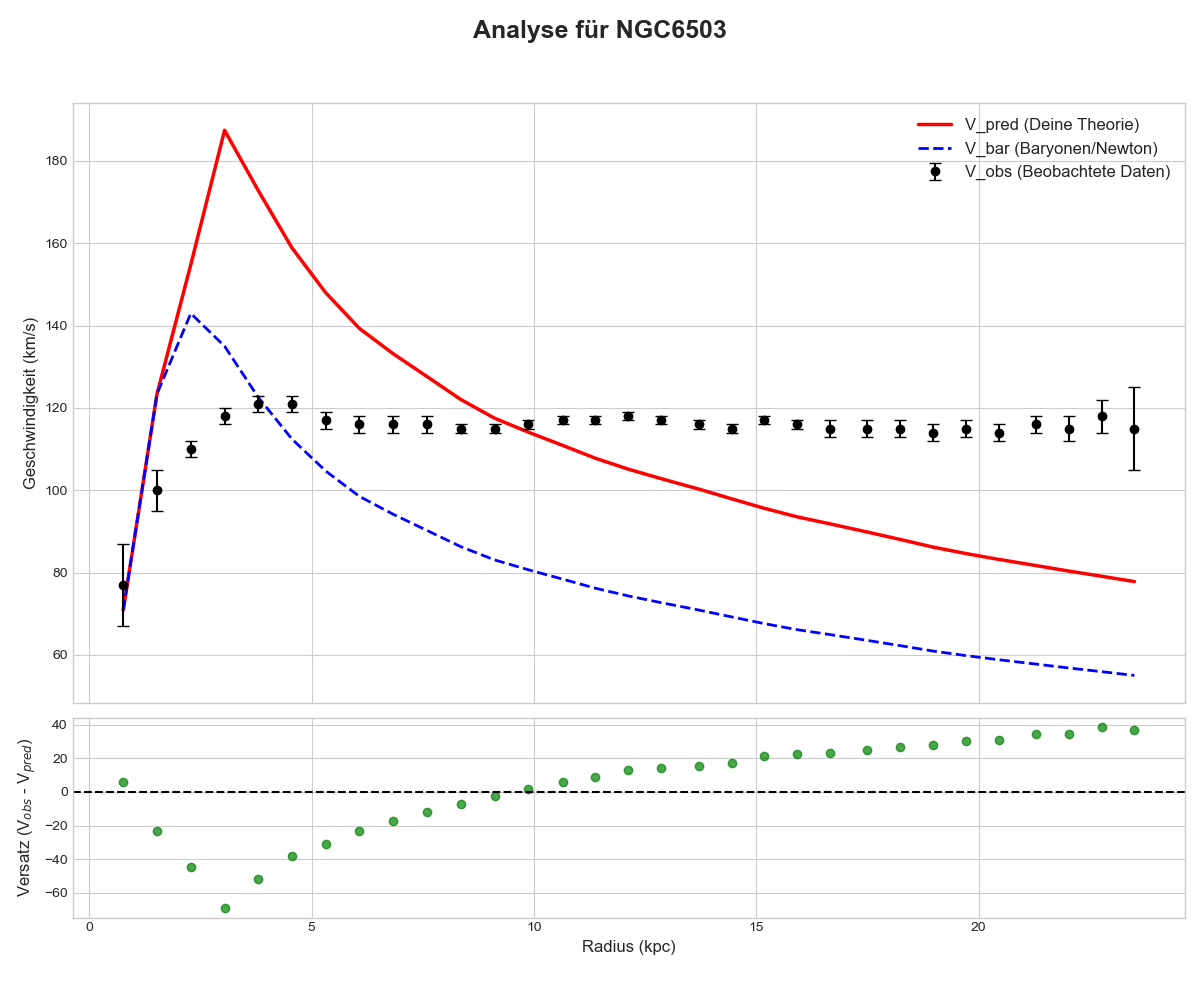 Analyse für NGC6503
V_pred (Deine Theorie)
V_bar (Baryonen/Newton)
V_obs (Beobachtete Daten)
Geschwindigkeit (km/s)
180
160
140
120
100
80
60
Versatz (V_obs - V_pred)
40
20
0
−20
−40
−60
0 5 10 15 20
Radius (kpc)